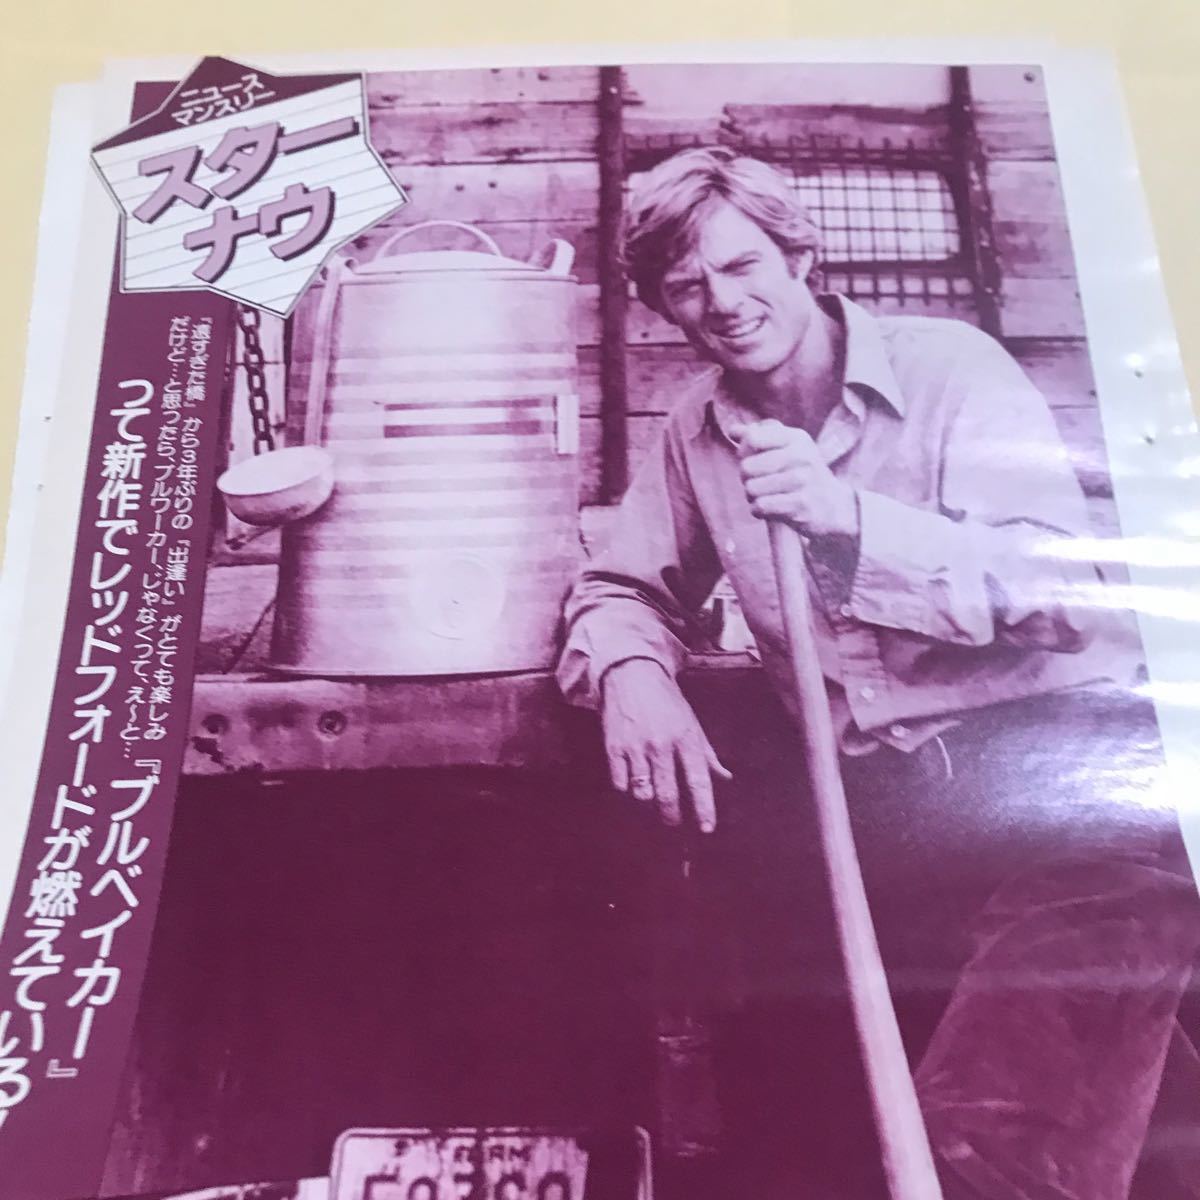 ニュース
マンスリー
スター
ナウ
『遠すぎた橋』から3年ぶりの『出逢い』がとても楽しみ
だけど…と思ったら、ブルワーカー、じゃなくって、え〜と…
『ブルベイカー』
って新作でレッドフォードが燃えている!